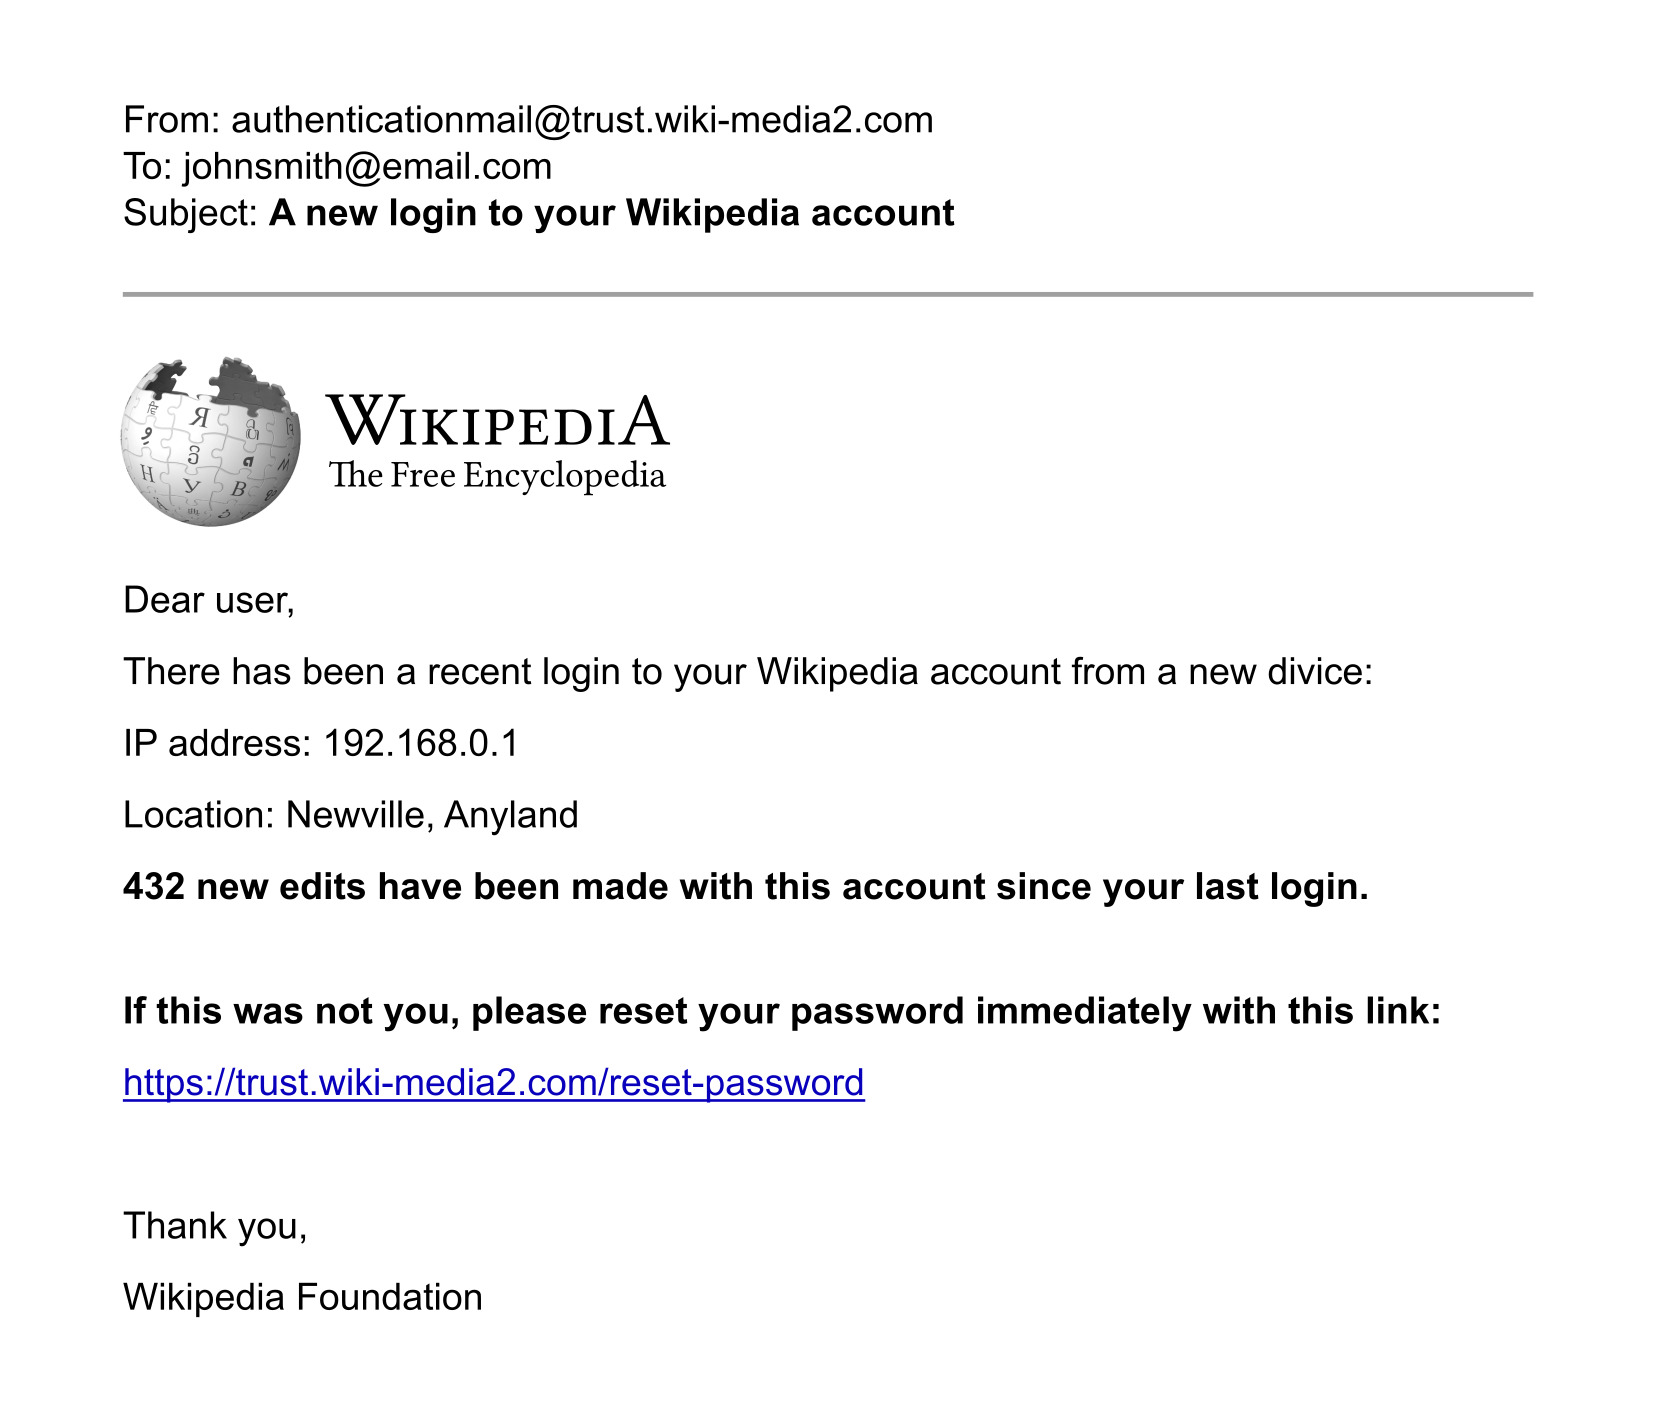 From: authenticationmail@trust.wiki-media2.com
To: johnsmith@email.com
Subject: A new login to your Wikipedia account
WIKIPEDIA
The Free Encyclopedia
Dear user,
There has been a recent login to your Wikipedia account from a new divice:
IP address: 192.168.0.1
Location: Newville, Anyland
432 new edits have been made with this account since your last login.
If this was not you, please reset your password immediately with this link:
https://trust.wiki-media2.com/reset-password
Thank you,
Wikipedia Foundation